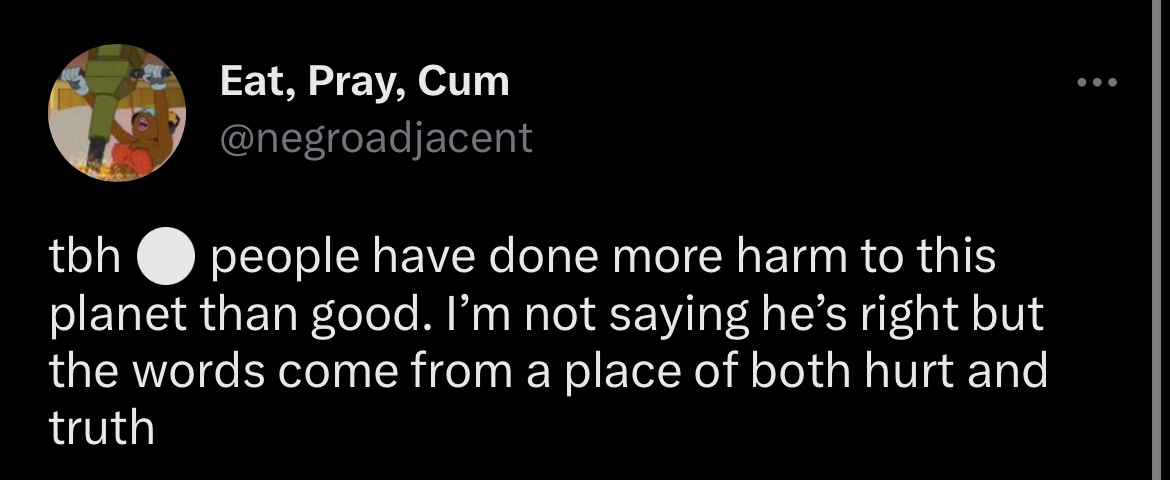 Eat, Pray, Cum
@negroadjacent
tbh ⚪ people have done more harm to this
planet than good. I’m not saying he’s right but
the words come from a place of both hurt and
truth